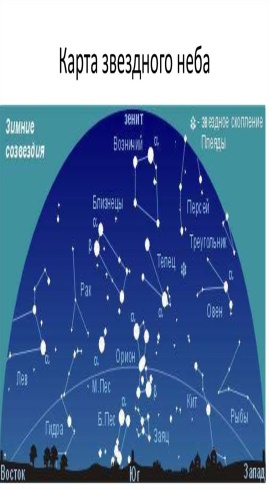 Карта звездного неба
Зимние
созвездия
зенит
- звездное скопление
Плеяды
Возничий
α
Персей
Близнецы
α
β
Треугольник
Телец
α
Рак
Овен
α
Орион
α
Лев
α
М.Пес
β
Кит
Рыбы
Гидра
Б.Пес
Заяц
Восток
Юг
Запад